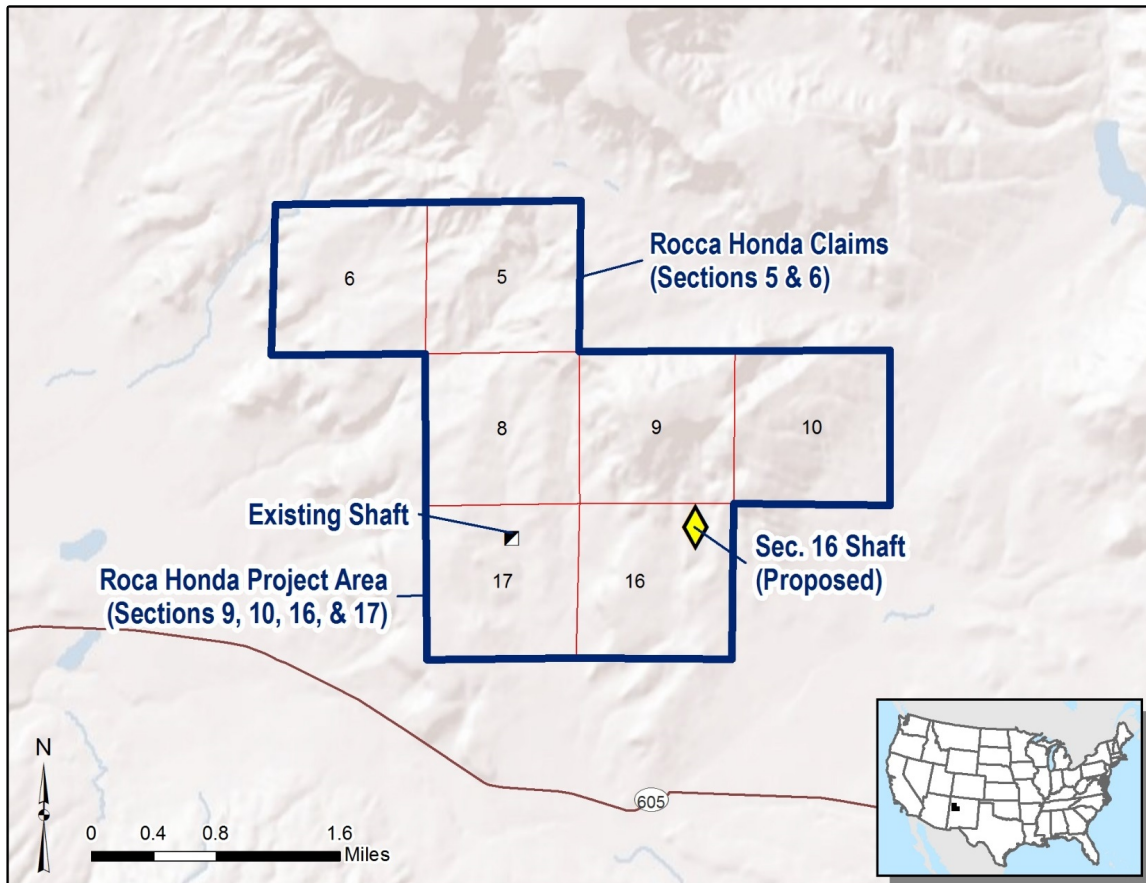 Rocca Honda Claims
(Sections 5 & 6)
6
5
8
9
10
Existing Shaft
Sec. 16 Shaft
(Proposed)
Roca Honda Project Area
(Sections 9, 10, 16, & 17)
17
16
605
N
0 0.4 0.8 1.6
Miles